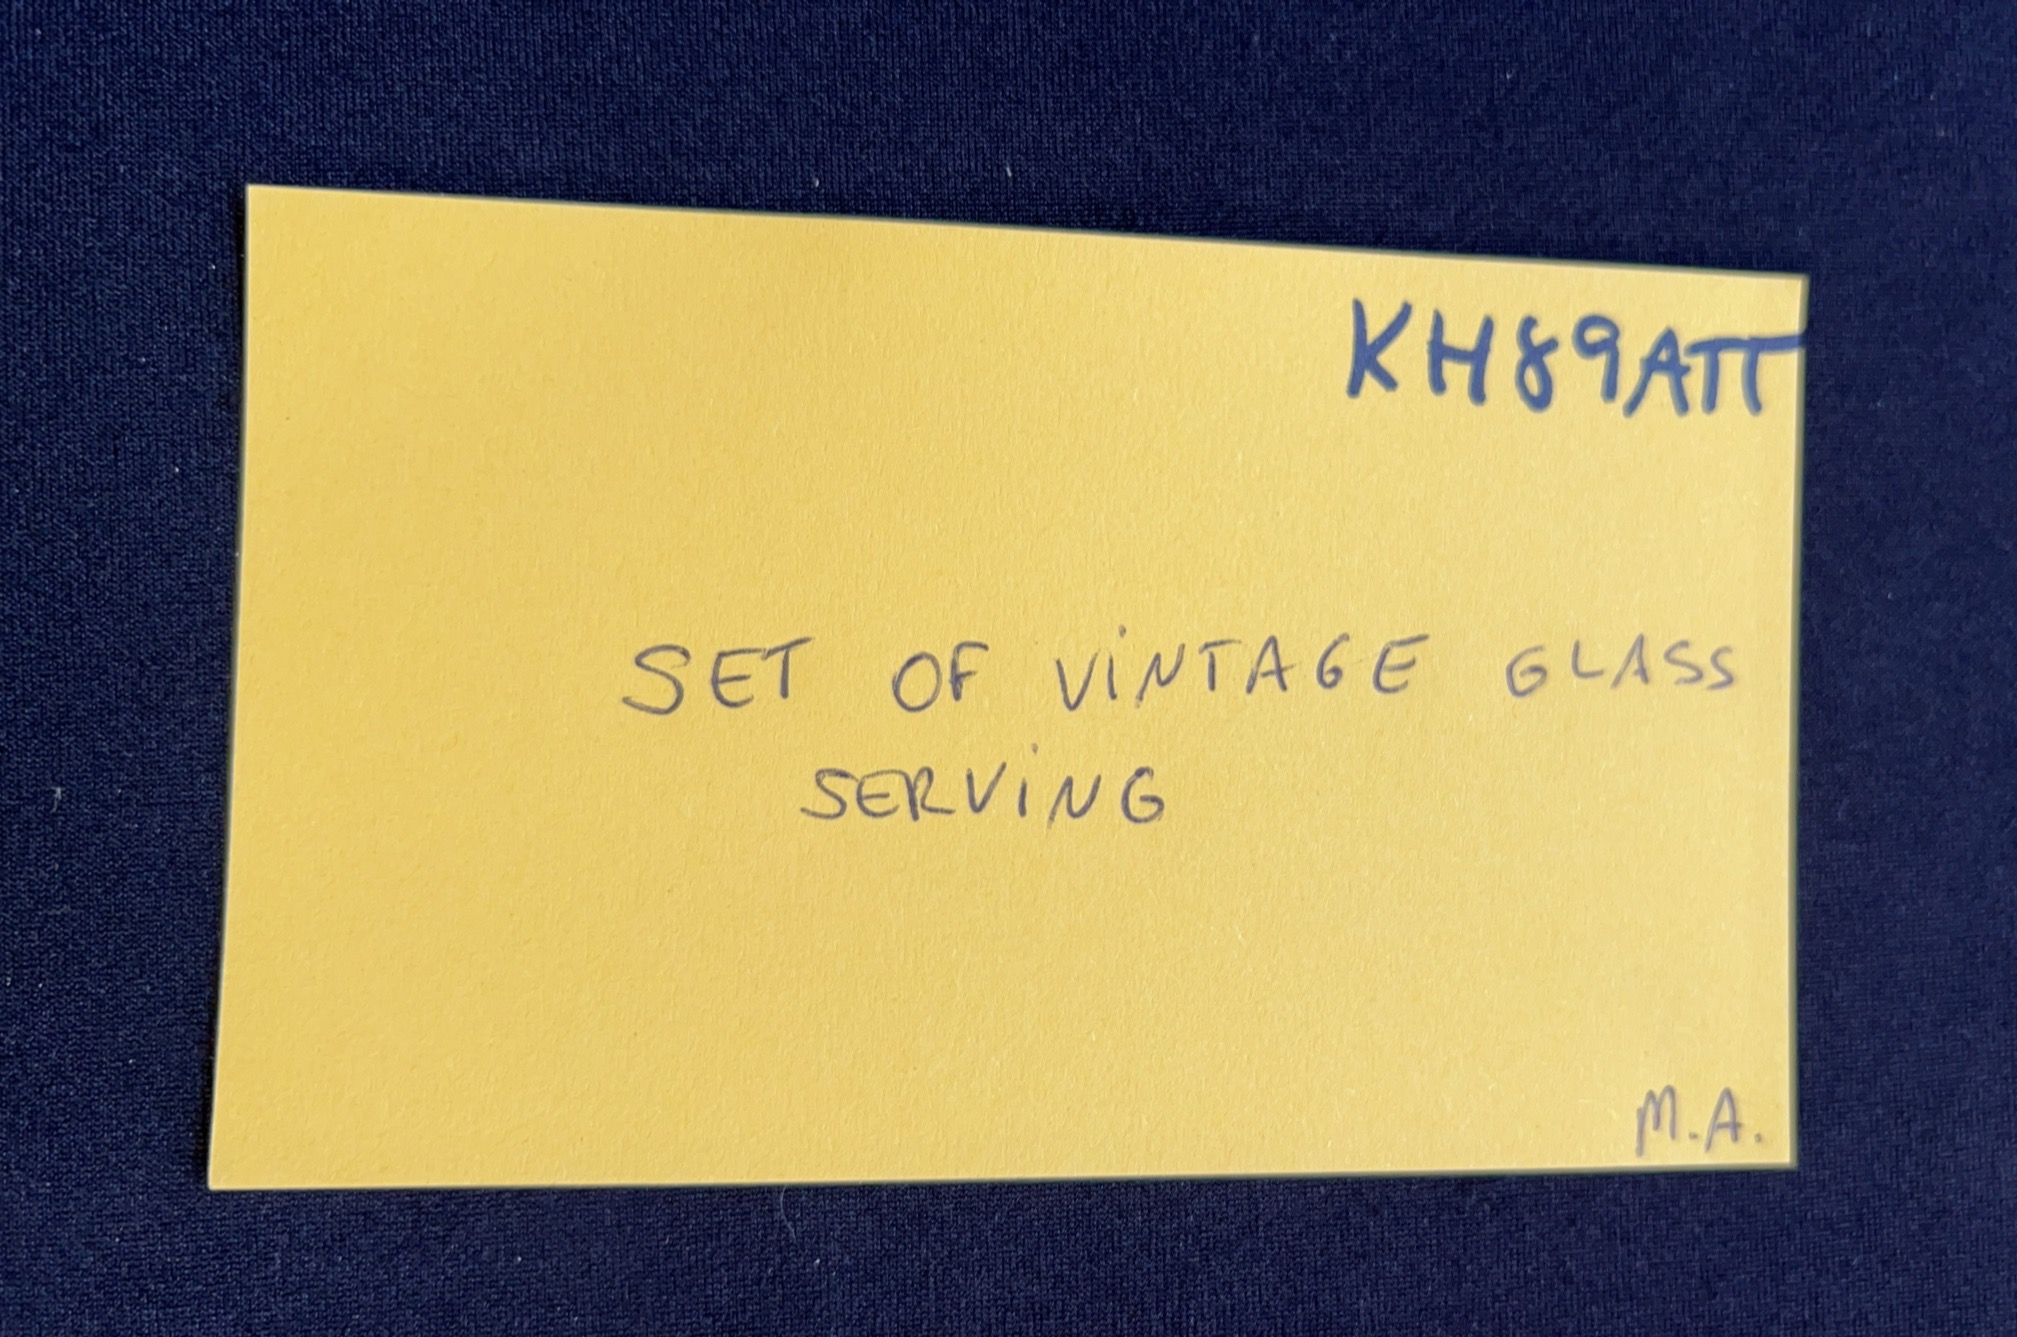 KH89ATT
SET OF VINTAGE GLASS
SERVING
M.A.